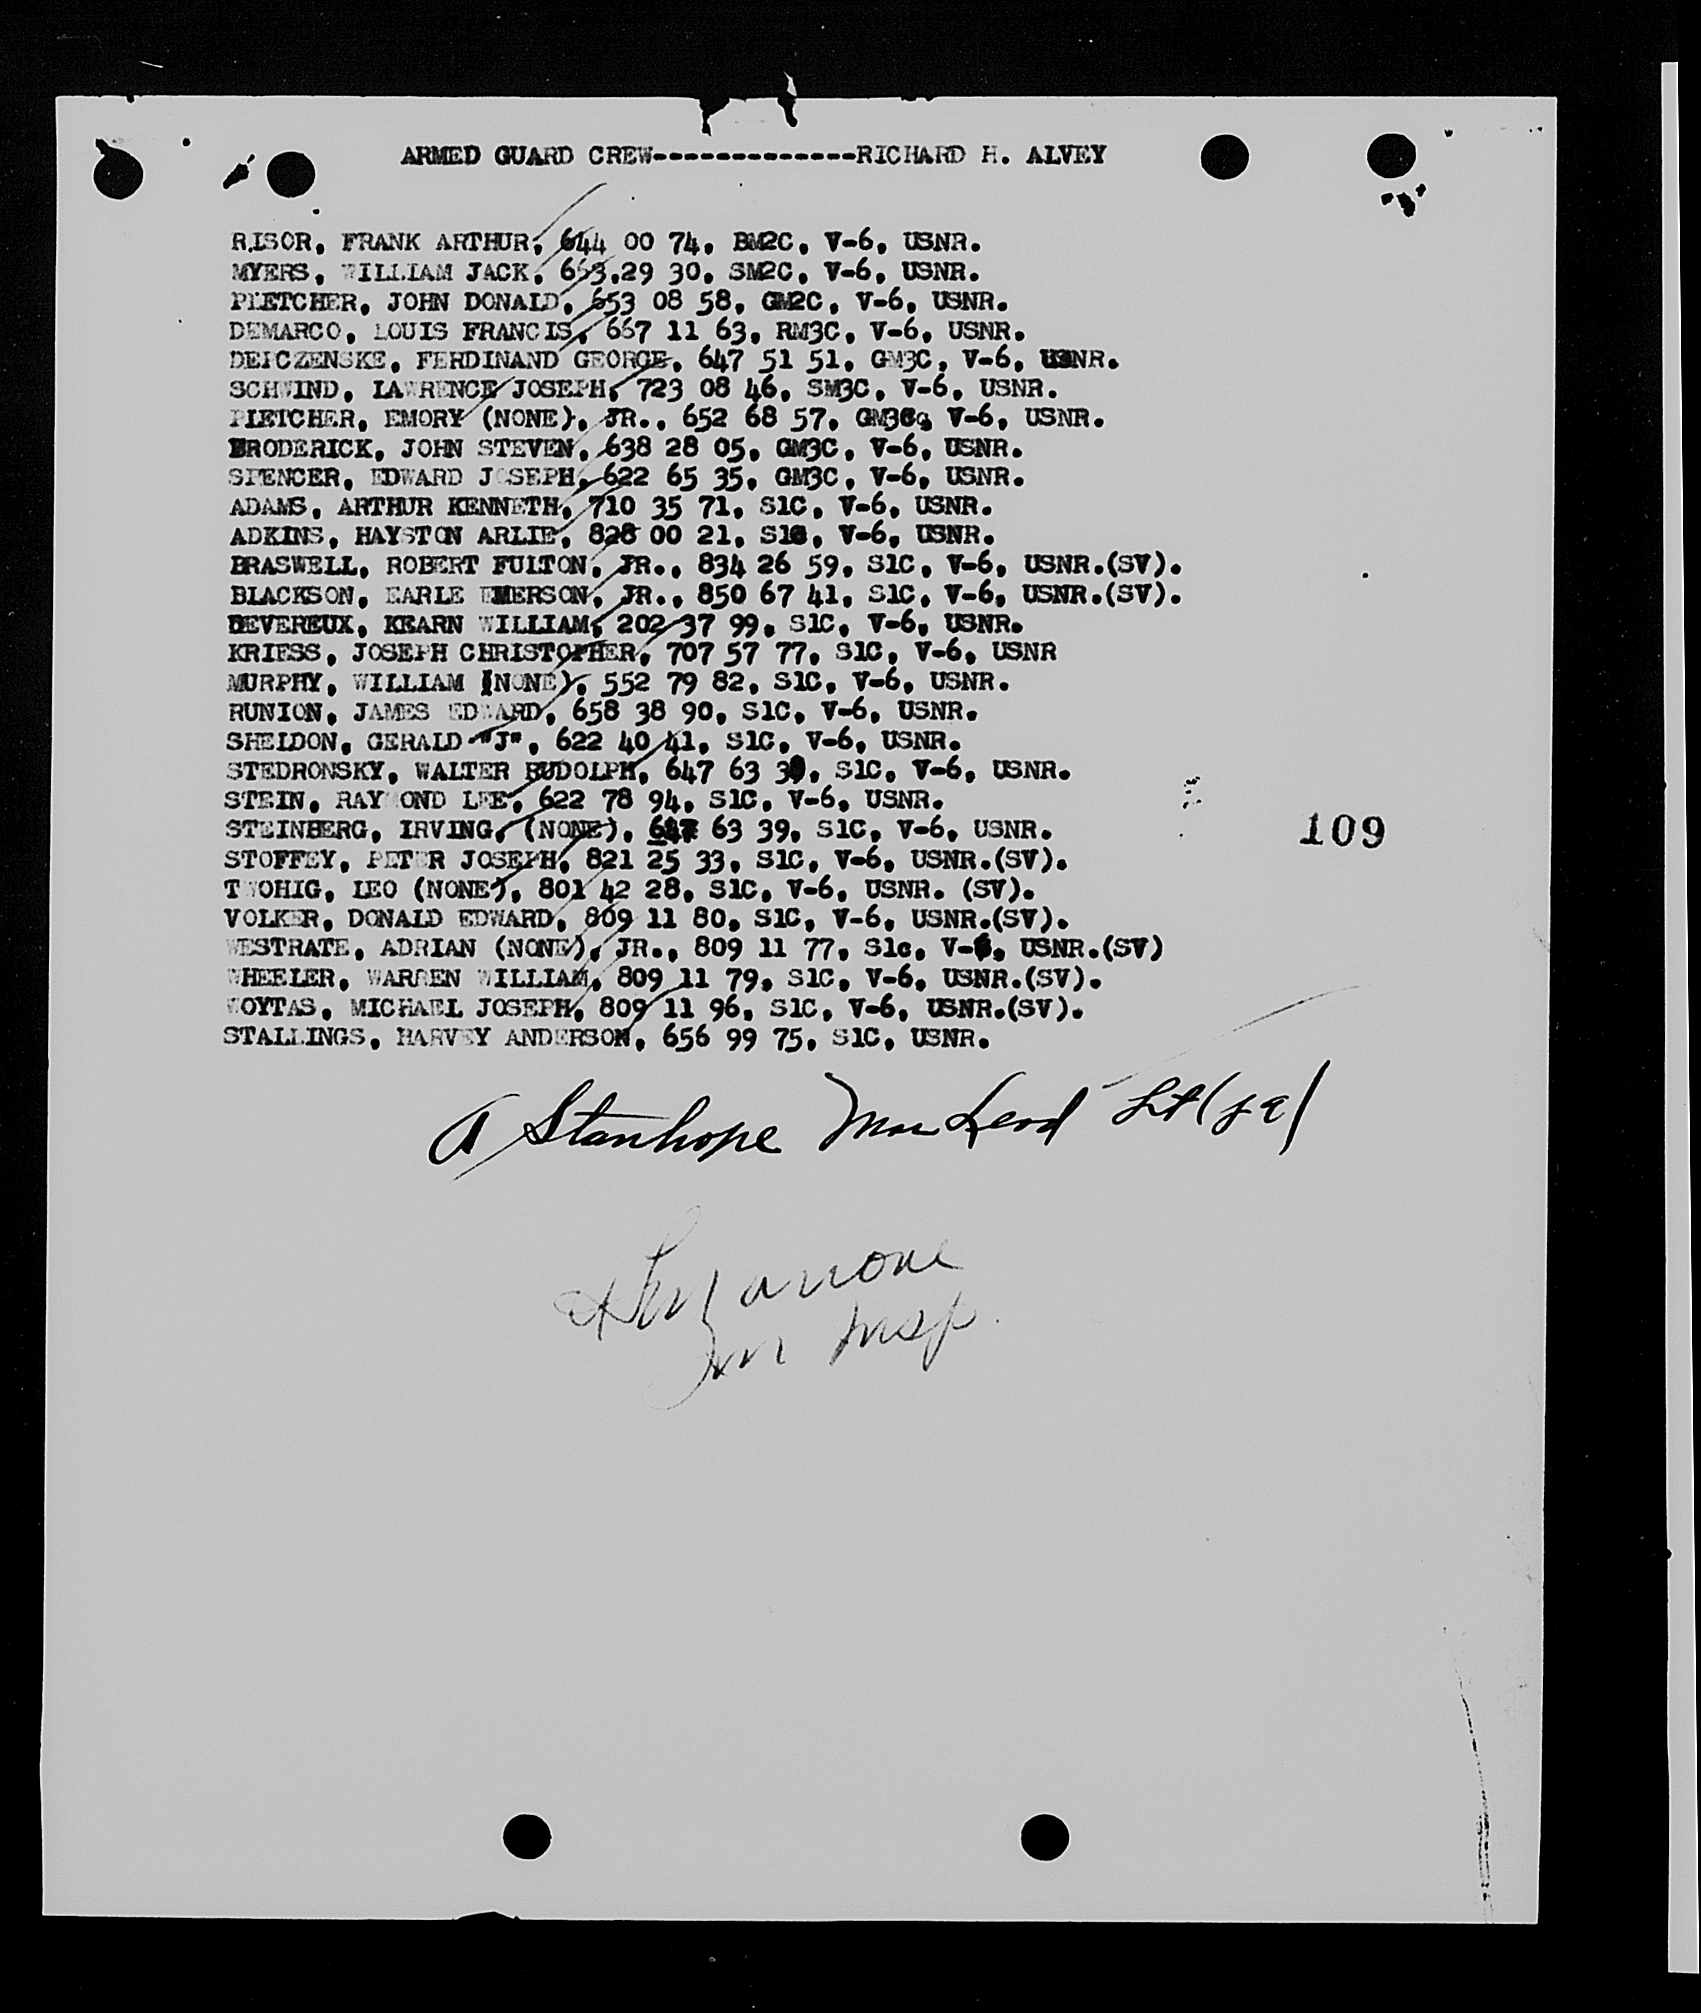 ARMED GUARD CREW-------------RICHARD H. ALVEY
RISOR, FRANK ARTHUR, 644 00 74, BM2C, V-6, USNR.
MYERS, WILLIAM JACK, 653,29 30, SM2C, V-6, USNR.
PLETCHER, JOHN DONALD, 653 08 58, GM2C, V-6, USNR.
DEMARCO, LOUIS FRANCIS, 667 11 63, RM3C, V-6, USNR.
DEICZENSKE, FERDINAND GEORGE, 647 51 51, GM3C, V-6, USNR.
SCHWIND, LAWRENCE JOSEPH, 723 08 46, SM3C, V-6, USNR.
PLETCHER, EMORY (NONE), JR., 652 68 57, GM3C, V-6, USNR.
BRODERICK, JOHN STEVEN, 638 28 05, GM3C, V-6, USNR.
SPENCER, EDWARD JOSEPH, 622 65 35, GM3C, V-6, USNR.
ADAMS, ARTHUR KENNETH, 710 35 71, S1C, V-6, USNR.
ADKINS, HAYSTON ARLIE, 828 00 21, S1C, V-6, USNR.
BRASWELL, ROBERT FULTON, JR., 834 26 59, S1C, V-6, USNR.(SV).
BLACKSON, EARLE EMERSON, JR., 850 67 41, S1C, V-6, USNR.(SV).
DEVEREUX, KEARN WILLIAM, 202 37 99, S1C, V-6, USNR.
KRIESS, JOSEPH CHRISTOPHER, 707 57 77, S1C, V-6, USNR
MURPHY, WILLIAM (NONE), 552 79 82, S1C, V-6, USNR.
RUNION, JAMES EDWARD, 658 38 90, S1C, V-6, USNR.
SHELDON, GERALD "J", 622 40 41, S1C, V-6, USNR.
STEDRONSKY, WALTER RUDOLPH, 647 63 39, S1C, V-6, USNR.
STEIN, RAYMOND LEE, 622 78 94, S1C, V-6, USNR.
STEINBERG, IRVING, (NONE), 647 63 39, S1C, V-6, USNR.
STOFFEY, PETER JOSEPH, 821 25 33, S1C, V-6, USNR.(SV).
109
TWOHIG, LEO (NONE), 801 42 28, S1C, V-6, USNR. (SV).
VOLKER, DONALD EDWARD, 809 11 80, S1C, V-6, USNR.(SV).
WESTRATE, ADRIAN (NONE), JR., 809 11 77, S1c, V-6, USNR.(SV)
WHEELER, WARREN WILLIAM, 809 11 79, S1C, V-6, USNR.(SV).
WOYTAS, MICHAEL JOSEPH, 809 11 96, S1C, V-6, USNR.(SV).
STALLINGS, HARVEY ANDERSON, 656 99 75, S1C, USNR.
A Stanhope MacLeod Lt(jg)
Imm Insp.